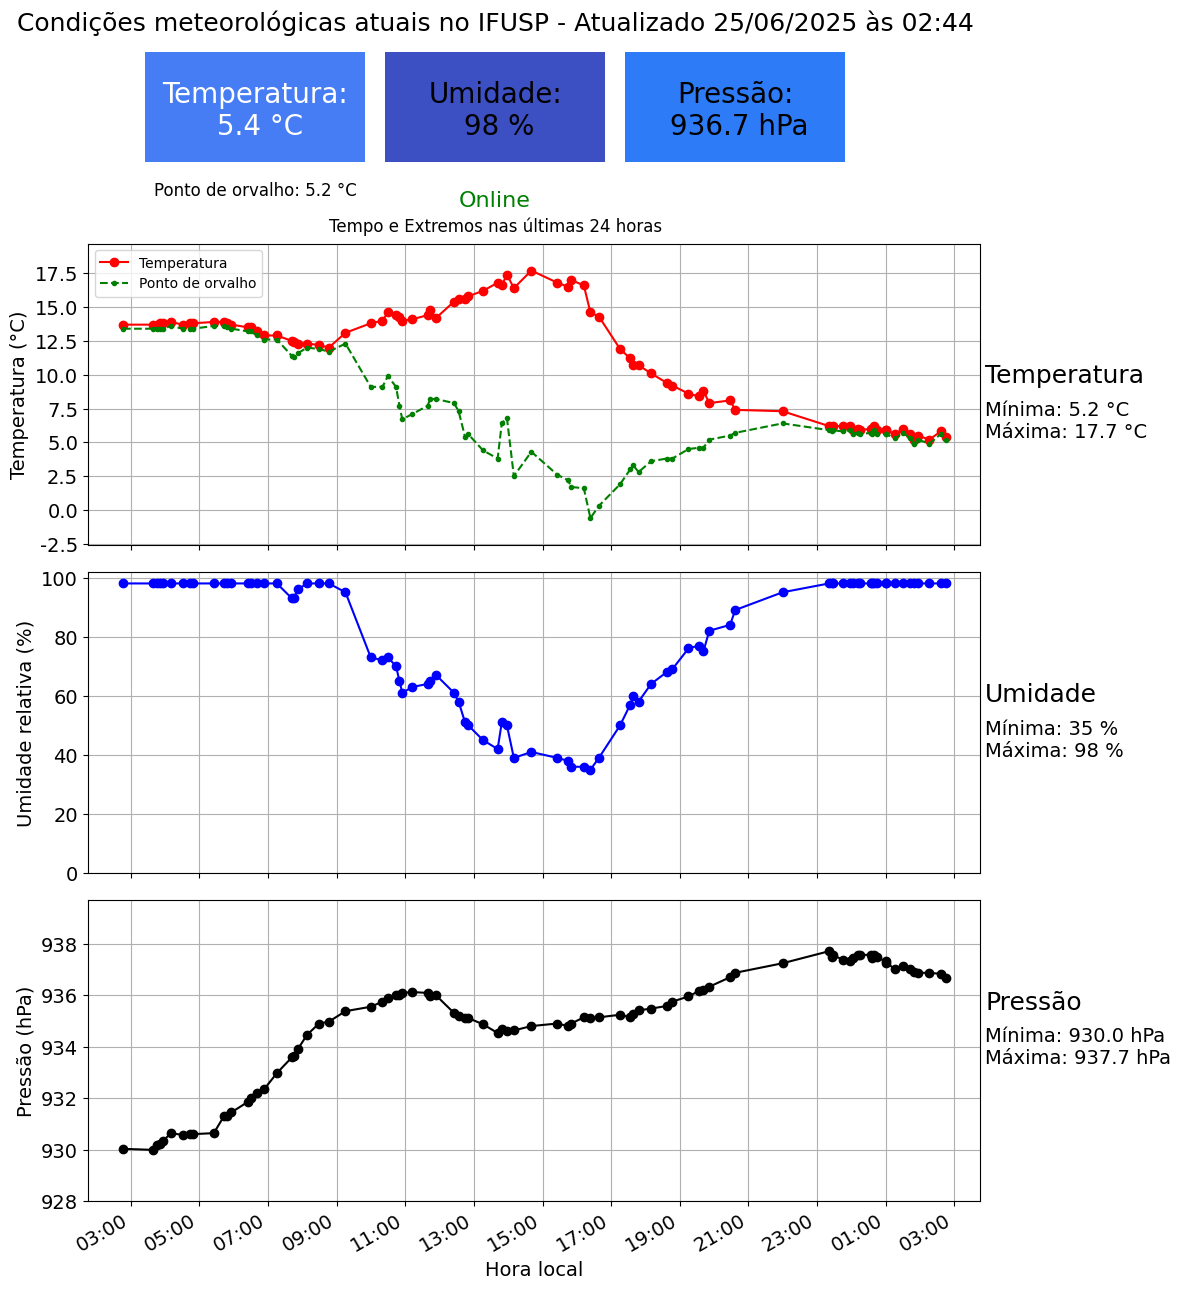 Condições meteorológicas atuais no IFUSP - Atualizado 25/06/2025 às 02:44
Temperatura:
5.4 °C
Umidade:
98 %
Pressão:
936.7 hPa
Ponto de orvalho: 5.2 °C
Online
Tempo e Extremos nas últimas 24 horas
Temperatura
Ponto de orvalho
Temperatura (°C)
17.5
15.0
12.5
10.0
7.5
5.0
2.5
0.0
-2.5
Temperatura
Mínima: 5.2 °C
Máxima: 17.7 °C
Umidade relativa (%)
100
80
60
40
20
0
Umidade
Mínima: 35 %
Máxima: 98 %
Pressão (hPa)
938
936
934
932
930
928
Pressão
Mínima: 930.0 hPa
Máxima: 937.7 hPa
03:00 05:00 07:00 09:00 11:00 13:00 15:00 17:00 19:00 21:00 23:00 01:00 03:00
Hora local